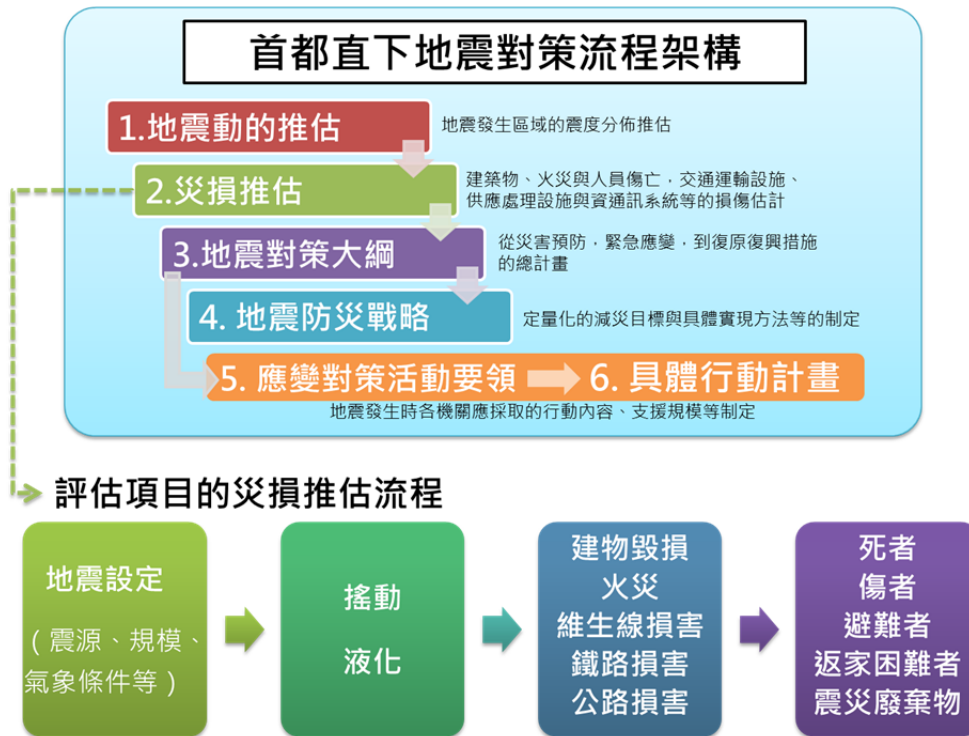 首都直下地震對策流程架構
1.地震動的推估
地震發生區域的震度分佈推估
2.災損推估
建築物、火災與人員傷亡，交通運輸設施、
供應處理設施與資通訊系統等的損傷估計
3.地震對策大綱
從災害預防，緊急應變，到復原復興措施
的總計畫
4. 地震防災戰略
定量化的減災目標與具體實現方法等的制定
5. 應變對策活動要領
6. 具體行動計畫
地震發生時各機關應採取的行動內容、支援規模等制定
評估項目的災損推估流程
地震設定
（震源、規模、
氣象條件等）
搖動
液化
建物毀損
火災
維生線損害
鐵路損害
公路損害
死者
傷者
避難者
返家困難者
震災廢棄物